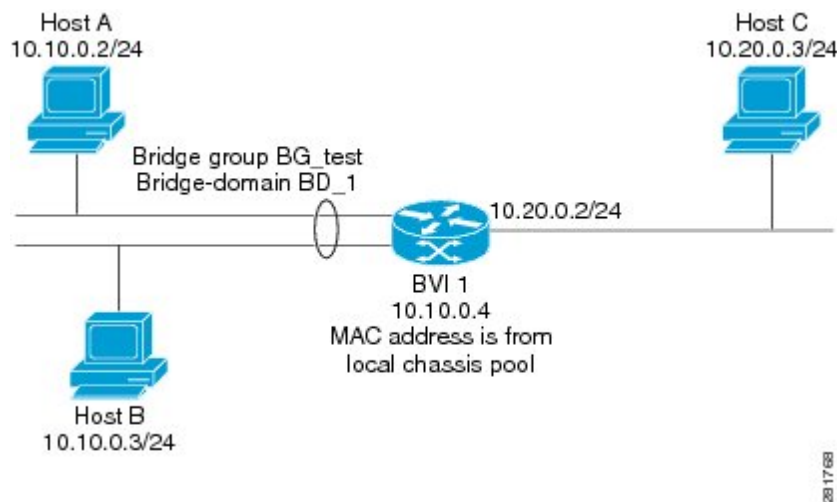 Host A
10.10.0.2/24
Host C
10.20.0.3/24
Bridge group BG_test
Bridge-domain BD_1
10.20.0.2/24
BVI 1
10.10.0.4
MAC address is from
local chassis pool
Host B
10.10.0.3/24
281768